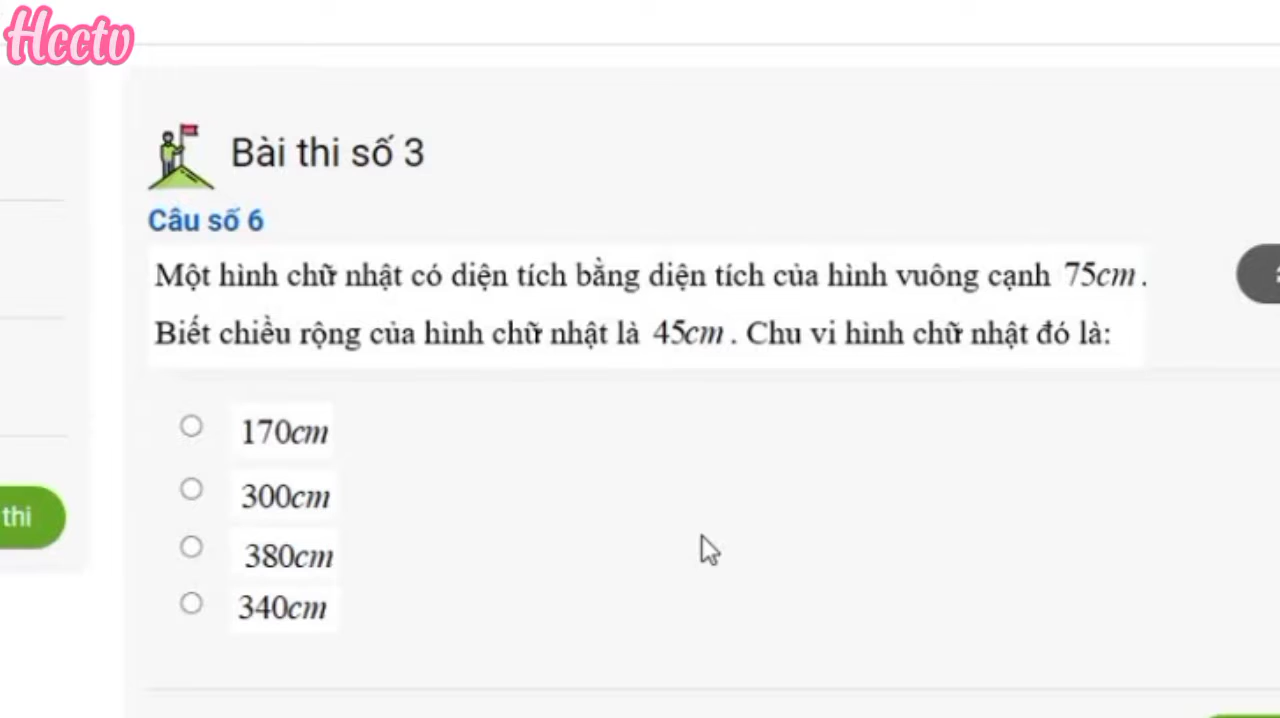 Hcctv
Bài thi số 3
Câu số 6
Một hình chữ nhật có diện tích bằng diện tích của hình vuông cạnh 75cm.
Biết chiều rộng của hình chữ nhật là 45cm. Chu vi hình chữ nhật đó là:
170cm
300cm
380cm
340cm
thi